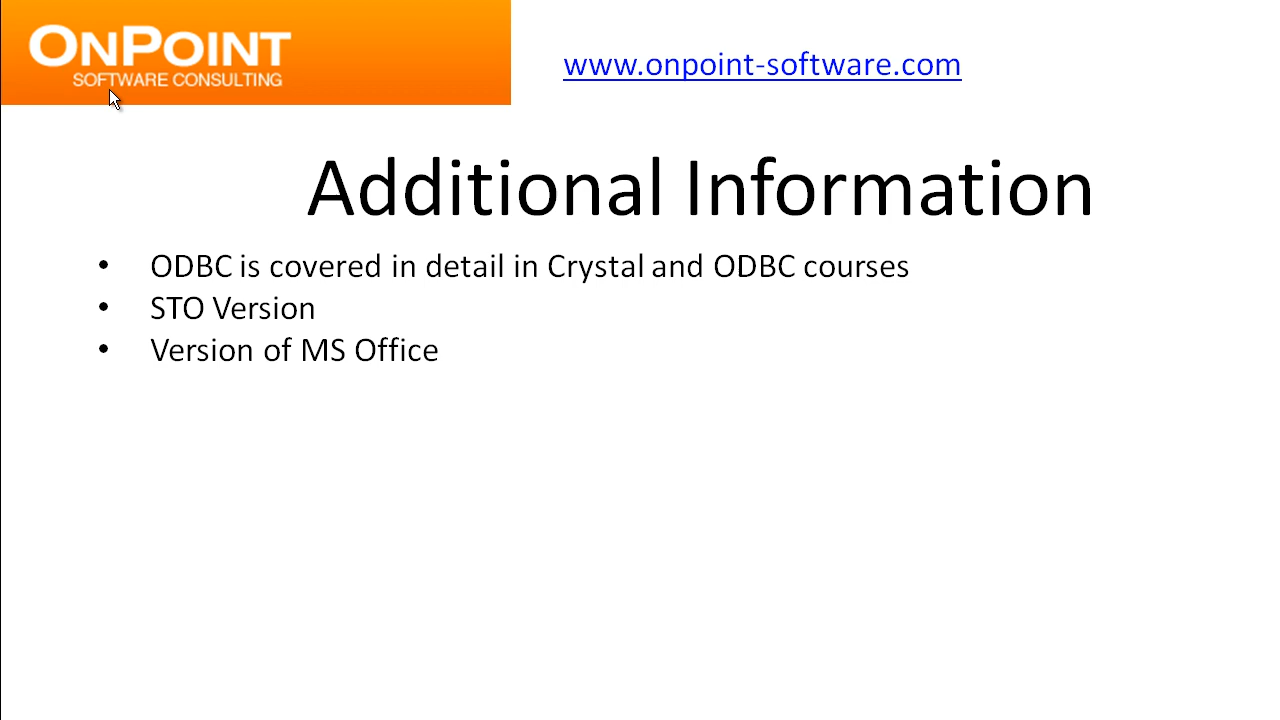 ONPOINT
SOFTWARE CONSULTING
www.onpoint-software.com
Additional Information
• ODBC is covered in detail in Crystal and ODBC courses
• STO Version
• Version of MS Office